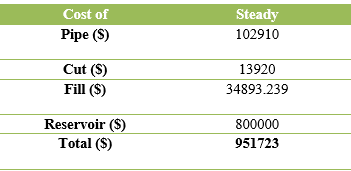 Cost of Steady
Pipe ($) 102910
Cut ($) 13920
Fill ($) 34893.239
Reservoir ($) 800000
Total ($) 951723